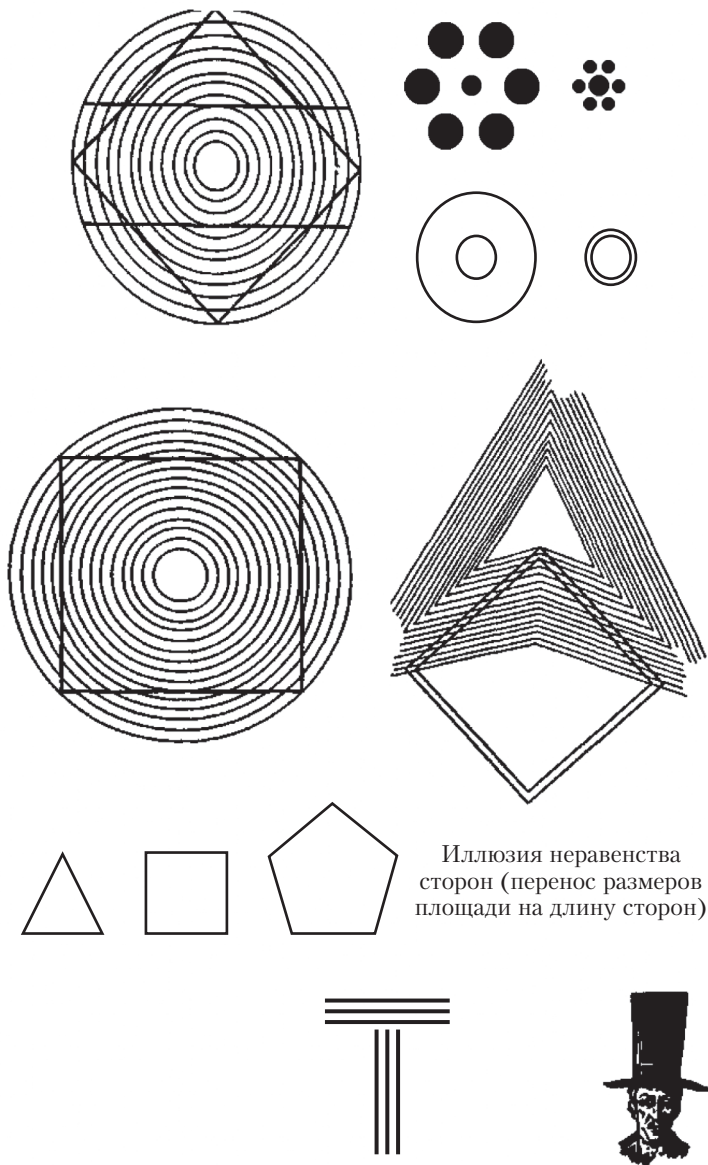 Иллюзия неравенства
сторон (перенос размеров
площади на длину сторон)